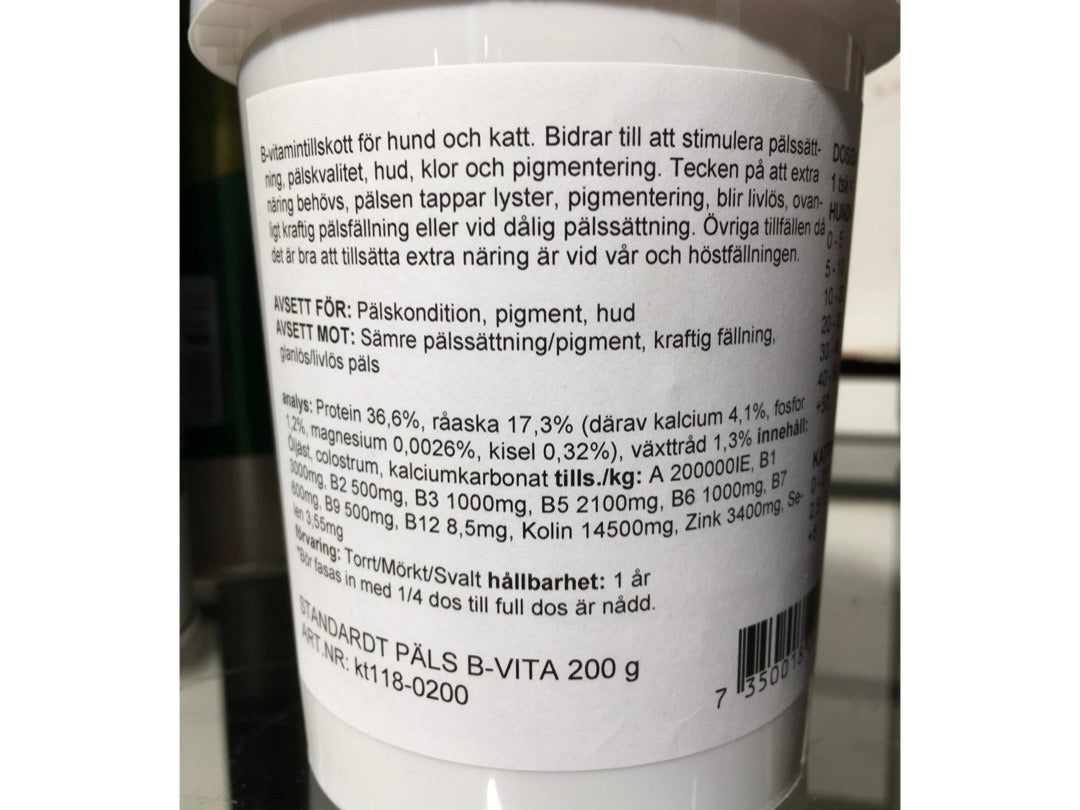 B-vitamintillskott för hund och katt. Bidrar till att stimulera pälssätt-
ning, pälskvalitet, hud, klor och pigmentering. Tecken på att extra
näring behövs, pälsen tappar lyster, pigmentering, blir livlös, ovan-
ligt kraftig pälsfällning eller vid dålig pälssättning. Övriga tillfällen då
det är bra att tillsätta extra näring är vid vår och höstfällningen.
AVSETT FÖR: Pälskondition, pigment, hud
AVSETT MOT: Sämre pälssättning/pigment, kraftig fällning,
glanlös/livlös päls
analys: Protein 36,6%, råaska 17,3% (därav kalcium 4,1%, fosfor
1,2%, magnesium 0,0026%, kisel 0,32%), växttråd 1,3% innehåll:
Öljäst, colostrum, kalciumkarbonat tills./kg: A 200000IE, B1
3000mg, B2 500mg, B3 1000mg, B5 2100mg, B6 1000mg, B7
600mg, B9 500mg, B12 8,5mg, Kolin 14500mg, Zink 3400mg, Se-
len 3,55mg
förvaring: Torrt/Mörkt/Svalt hållbarhet: 1 år
*Bör fasas in med 1/4 dos till full dos är nådd.
STANDARDT PÄLS B-VITA 200 g
ART.NR: kt118-0200
1 tsk
0-5
7 350018